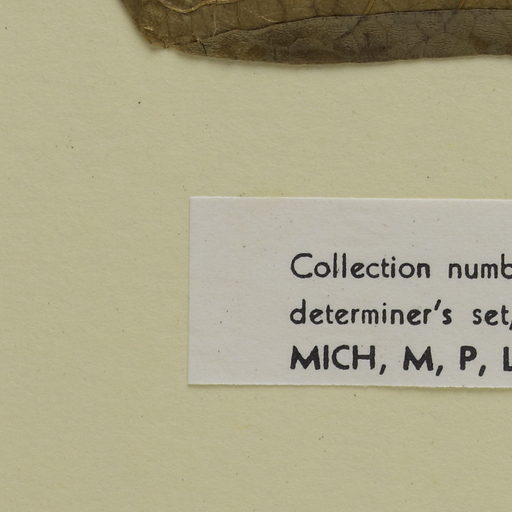 Collection numb
determiner's set,
MICH, M, P, L